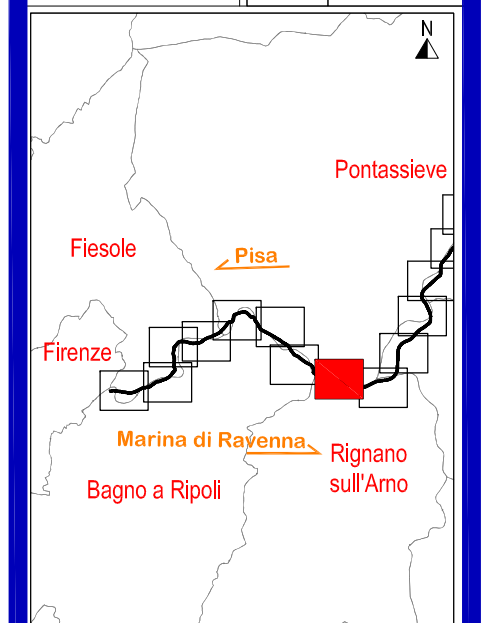 N
Pontassieve
Fiesole
Pisa
Firenze
Marina di Ravenna
Rignano
sull'Arno
Bagno a Ripoli